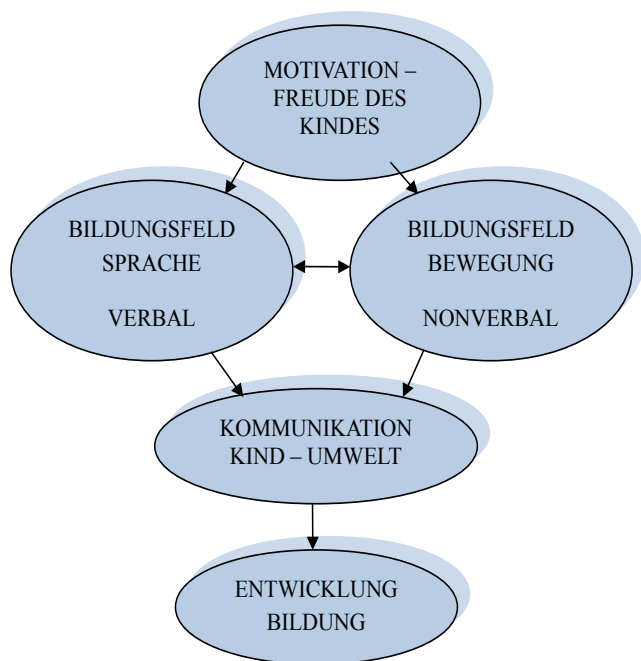 MOTIVATION –
FREUDE DES
KINDES
BILDUNGSFELD
SPRACHE
VERBAL
BILDUNGSFELD
BEWEGUNG
NONVERBAL
KOMMUNIKATION
KIND – UMWELT
ENTWICKLUNG
BILDUNG